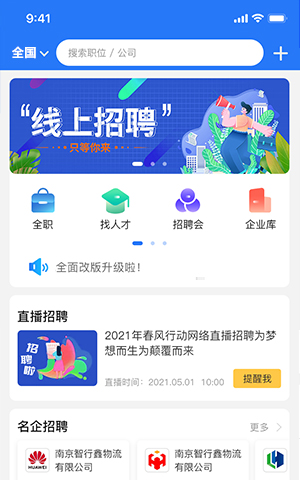 9:41
全国
搜索职位 / 公司
“线上招聘”
只等你来
全职
找人才
招聘会
企业库
全面改版升级啦！
直播招聘
招聘啦
2021年春风行动网络直播招聘为梦
想而生为颠覆而来
直播时间：2021.05.01 10:00
提醒我
名企招聘
更多
HUAWEI
南京智行鑫物流
有限公司
南京智行鑫物流
有限公司